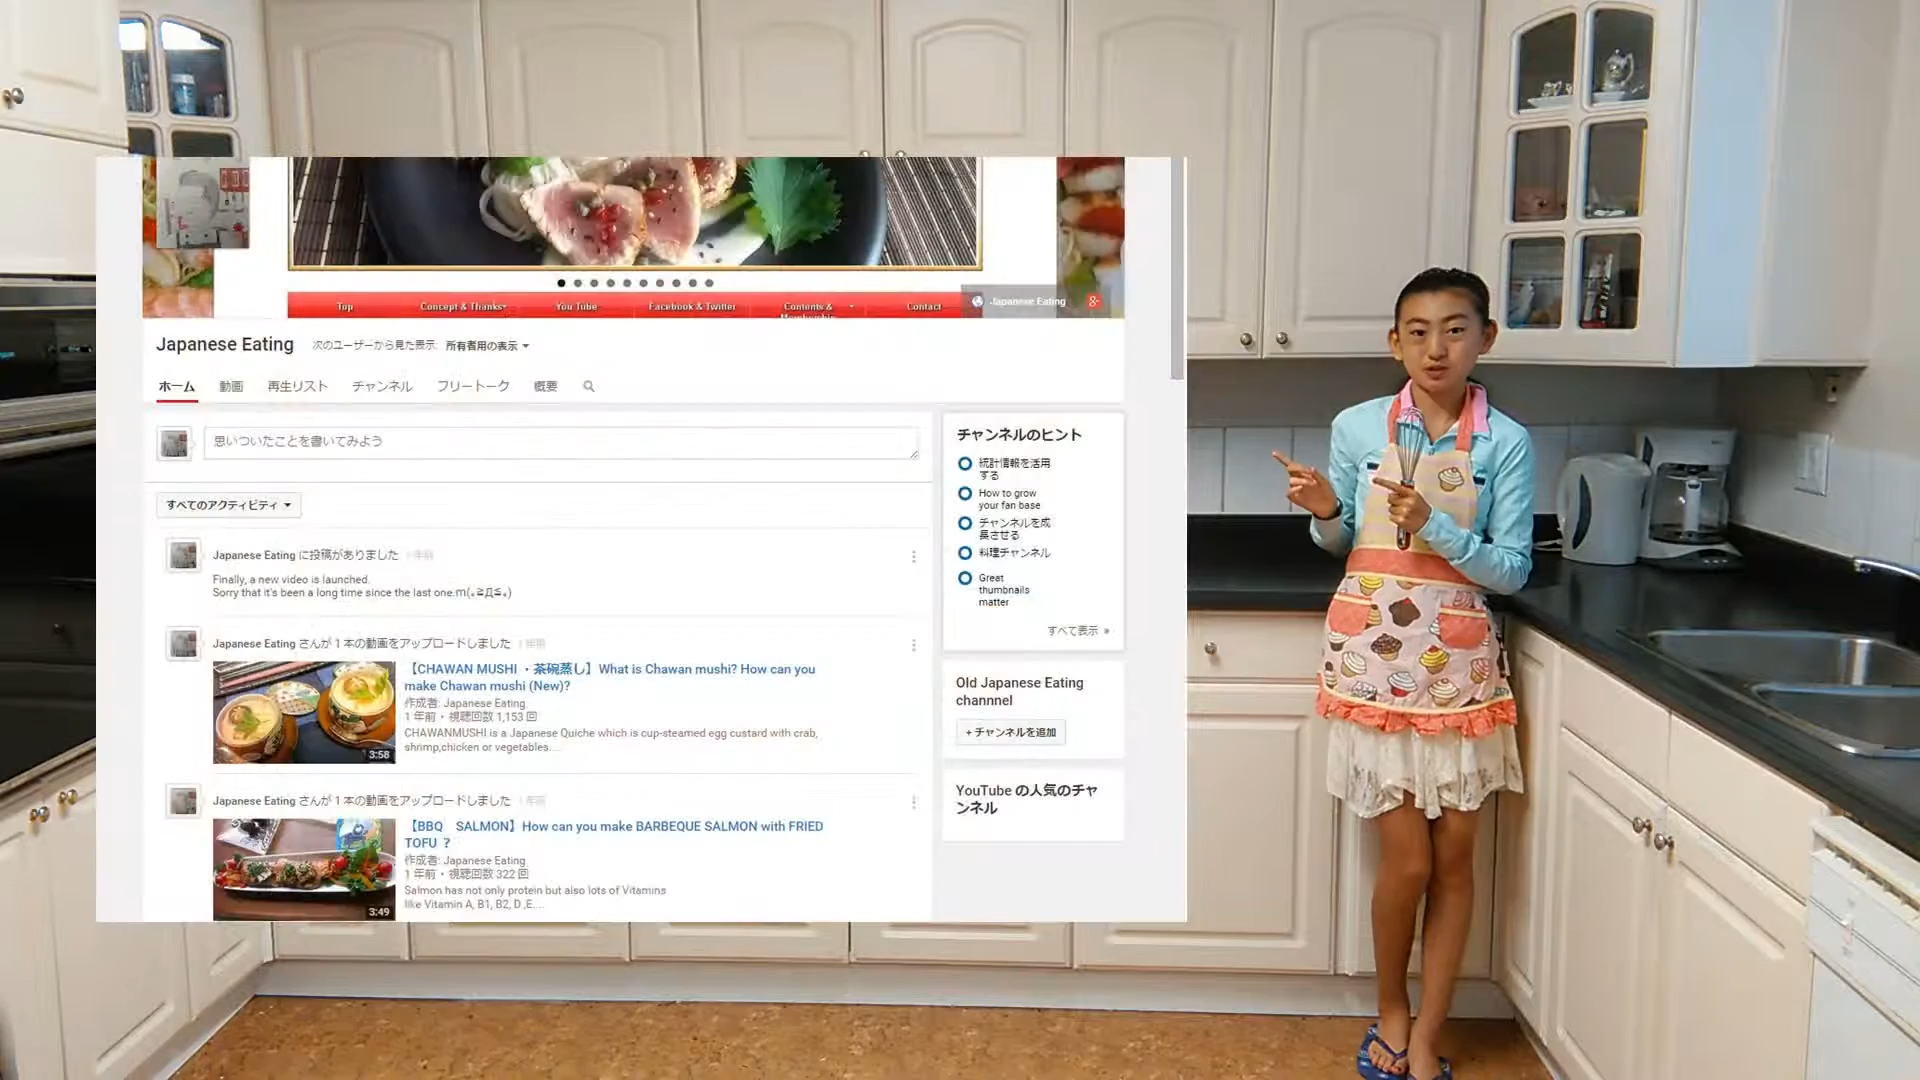 Top
Concept & Thanks
You Tube
Facebook & Twitter
Contents &
Membership
Contact
Japanese Eating
Japanese Eating
次のユーザーから見た表示:
所有者用の表示
ホーム
動画
再生リスト
チャンネル
フリートーク
概要
思いついたことを書いてみよう
すべてのアクティビティ
Japanese Eating に投稿がありました 1 年前
Finally, a new video is launched.
Sorry that it's been a long time since the last one.m(｡≧Д≦｡)
Japanese Eating さんが 1 本の動画をアップロードしました 1 年前
【CHAWAN MUSHI ・茶碗蒸し】What is Chawan mushi? How can you
make Chawan mushi (New)?
作成者: Japanese Eating
1 年前・視聴回数 1,153 回
CHAWANMUSHI is a Japanese Quiche which is cup-steamed egg custard with crab,
shrimp,chicken or vegetables....
3:58
Japanese Eating さんが 1 本の動画をアップロードしました 1 年前
【BBQ　SALMON】How can you make BARBEQUE SALMON with FRIED
TOFU ？
作成者: Japanese Eating
1 年前・視聴回数 322 回
Salmon has not only protein but also lots of Vitamins
like Vitamin A, B1, B2, D ,E....
3:49
チャンネルのヒント
統計情報を活用
する
How to grow
your fan base
チャンネルを成
長させる
料理チャンネル
Great
thumbnails
matter
すべて表示 »
Old Japanese Eating
channnel
+ チャンネルを追加
YouTube の人気のチャ
ンネル